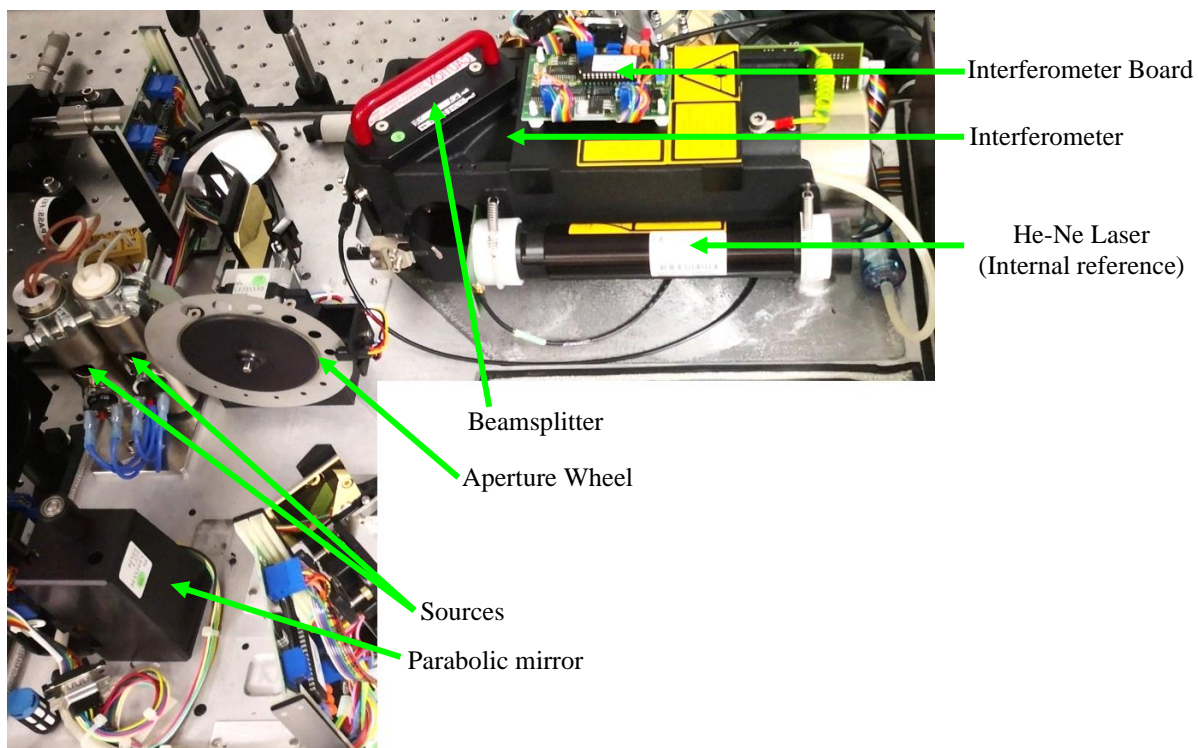 Interferometer Board
Interferometer
He-Ne Laser
(Internal reference)
Beamsplitter
Aperture Wheel
Sources
Parabolic mirror